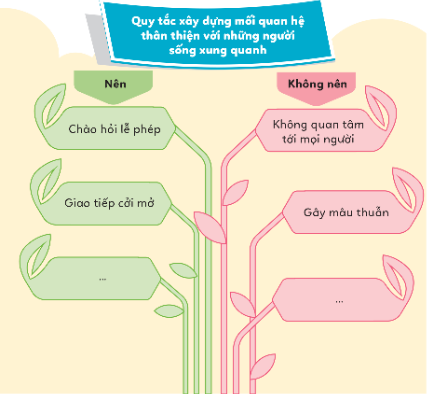 Quy tắc xây dựng mối quan hệ
thân thiện với những người
sống xung quanh
Nên
Không nên
Chào hỏi lễ phép
Không quan tâm
tới mọi người
Giao tiếp cởi mở
Gây mâu thuẫn
...
...